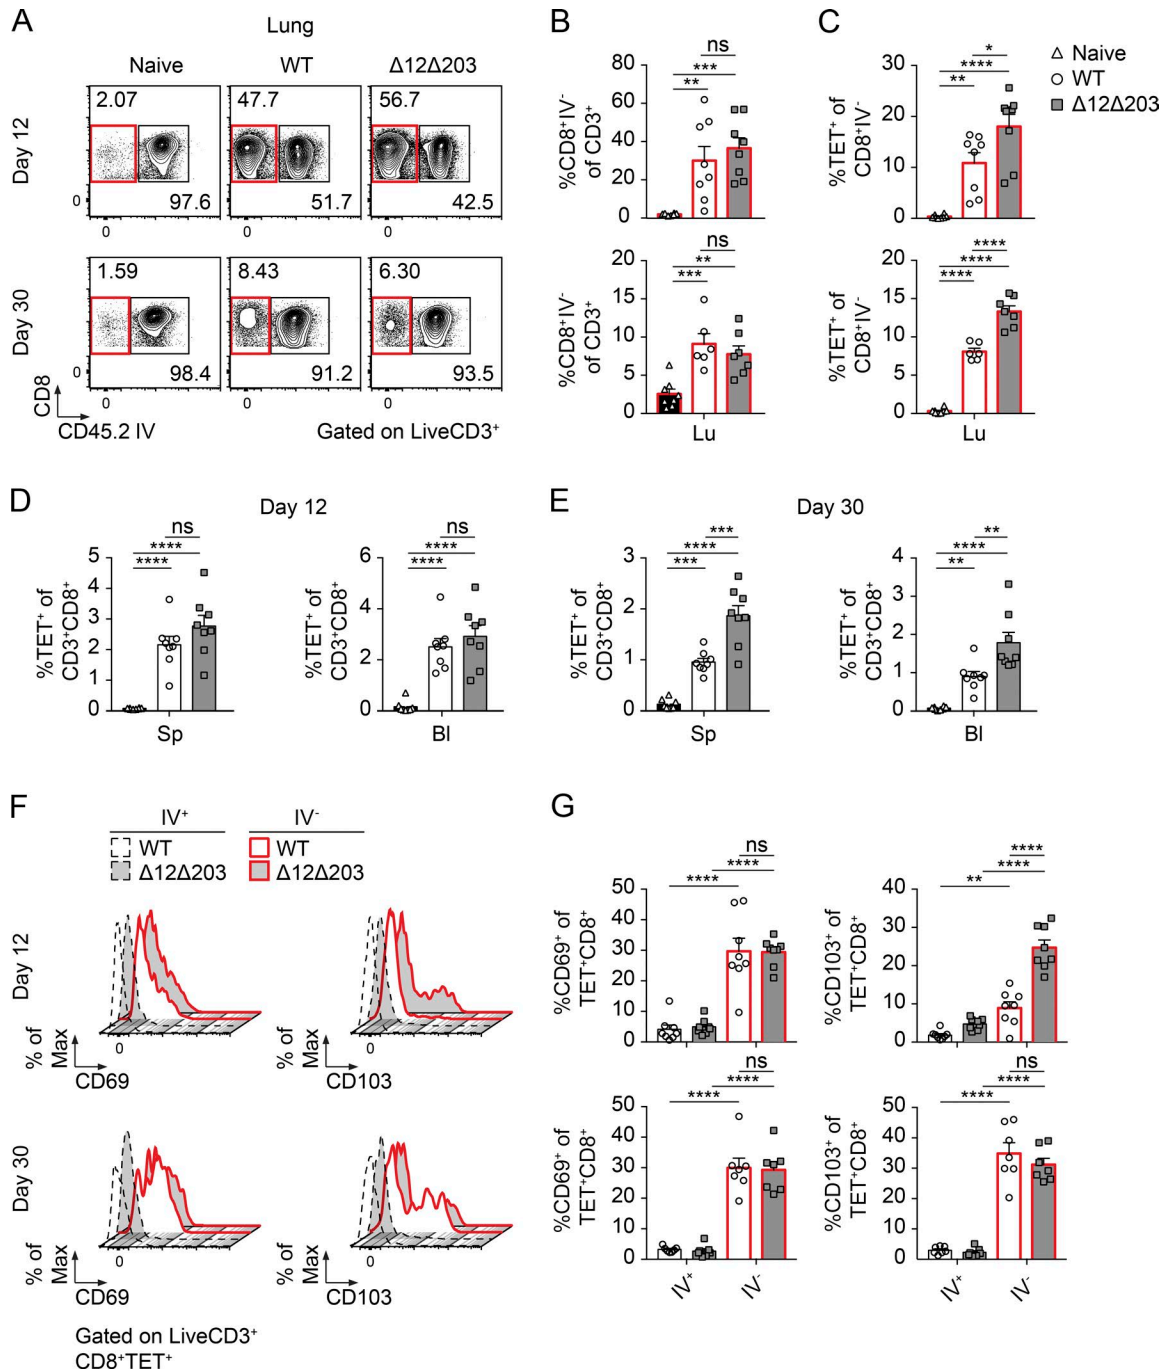 A
Lung
Naive WT Δ12Δ203
Day 12
2.07 47.7 56.7
0
97.6 51.7 42.5
0 0 0
Day 30
1.59 8.43 6.30
0
98.4 91.2 93.5
0 0 0
CD8
CD45.2 IV
Gated on LiveCD3⁺
B
ns
***
**
%CD8⁺IV⁻
of CD3⁺
80
60
40
20
0
ns
**
***
%CD8⁺IV⁻
of CD3⁺
20
15
10
5
0
Lu
C
*
****
**
%TET⁺ of
CD8⁺IV⁻
30
20
10
0
****
****
****
%TET⁺ of
CD8⁺IV⁻
20
15
10
5
0
Lu
Naive
WT
Δ12Δ203
D
Day 12
ns
****
****
%TET⁺ of
CD3⁺CD8⁺
5
4
3
2
1
0
Sp
ns
****
****
%TET⁺ of
CD3⁺CD8⁺
6
4
2
0
Bl
E
Day 30
***
****
***
%TET⁺ of
CD3⁺CD8⁺
3
2
1
0
Sp
**
****
**
%TET⁺ of
CD3⁺CD8⁺
4
3
2
1
0
Bl
F
IV⁺ IV⁻
WT WT
Δ12Δ203 Δ12Δ203
Day 12
% of
Max
0
CD69
% of
Max
0
CD103
Day 30
% of
Max
0
CD69
% of
Max
0
CD103
Gated on LiveCD3⁺
CD8⁺TET⁺
G
ns
****
****
%CD69⁺ of
TET⁺CD8⁺
50
40
30
20
10
0
****
****
**
%CD103⁺ of
TET⁺CD8⁺
40
30
20
10
0
ns
****
****
%CD69⁺ of
TET⁺CD8⁺
50
40
30
20
10
0
IV⁺ IV⁻
ns
****
****
%CD103⁺ of
TET⁺CD8⁺
50
40
30
20
10
0
IV⁺ IV⁻